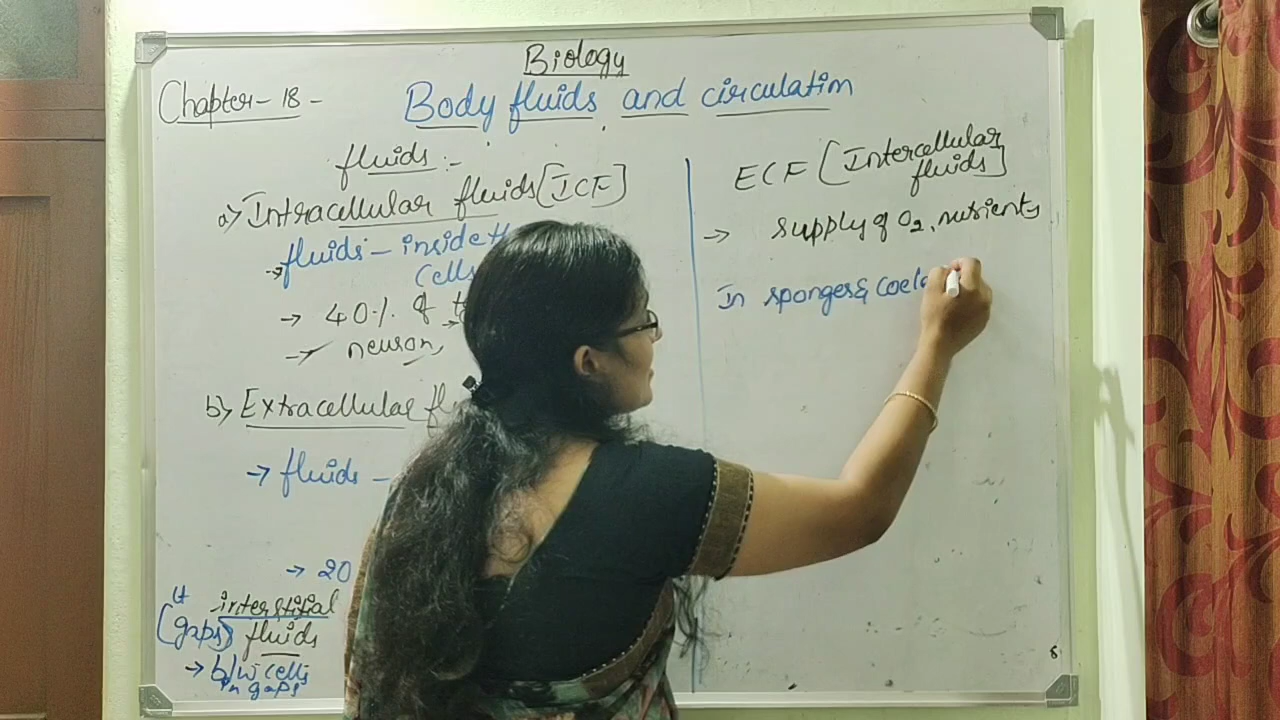 Biology
Chapter - 18 -
Body fluids and circulation
fluids :-
a) Intracellular fluids [ICF]
→ fluids - inside
cells
→ 40% of
→ neuron,
b) Extracellular
→ fluids -
→ 20
interstitial
(gaps) fluids
→ b/w cells
in gaps
ECF [Intercellular
fluids]
→ supply of O2, nutrients
In sponges &